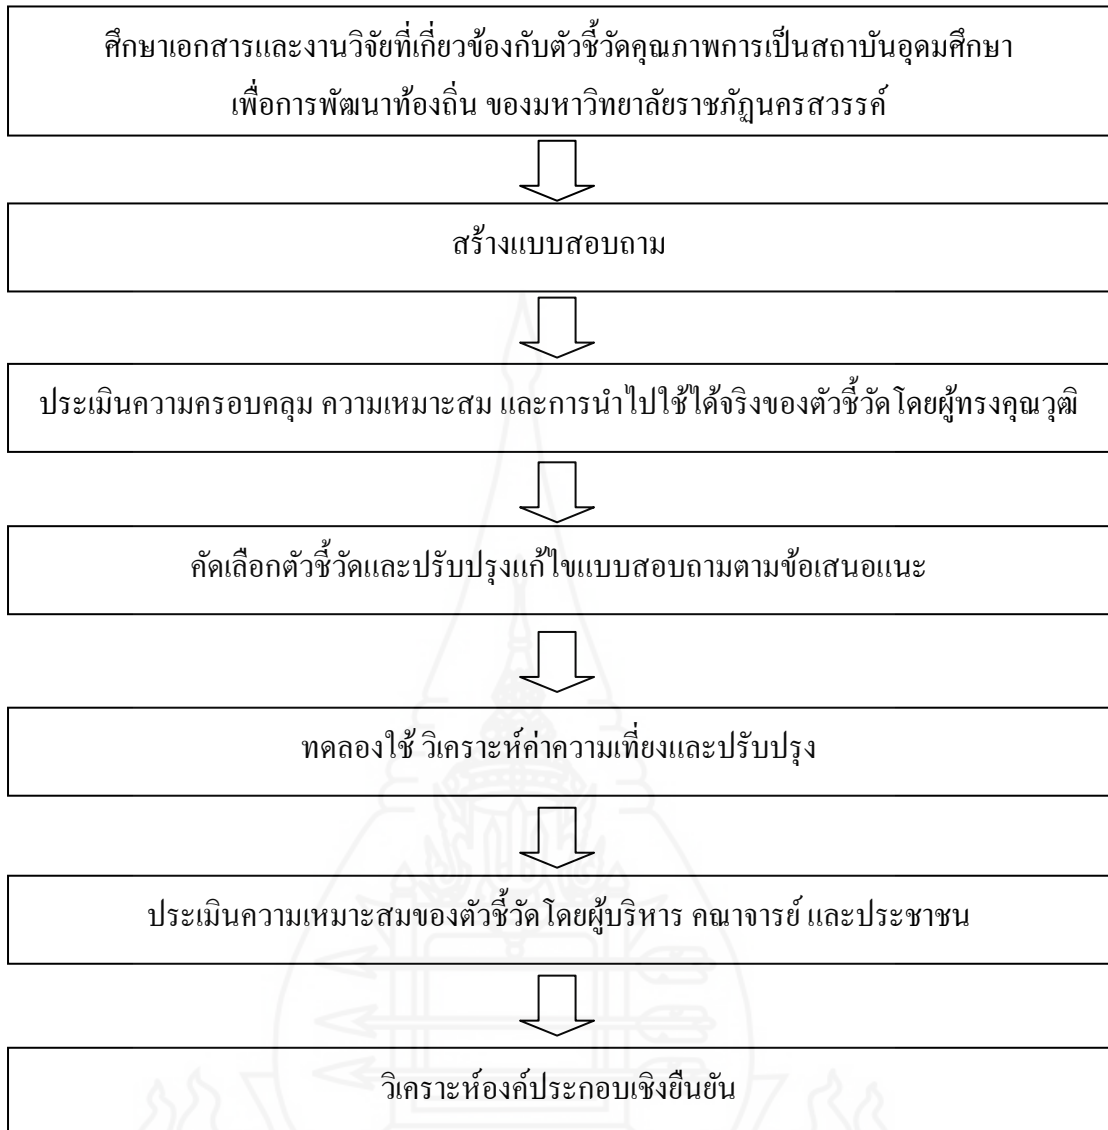 ศึกษาเอกสารและงานวิจัยที่เกี่ยวข้องกับตัวชี้วัดคุณภาพการเป็นสถาบันอุดมศึกษา
เพื่อการพัฒนาท้องถิ่น ของมหาวิทยาลัยราชภัฏนครสวรรค์
สร้างแบบสอบถาม
ประเมินความครอบคลุม ความเหมาะสม และการนำไปใช้ได้จริงของตัวชี้วัดโดยผู้ทรงคุณวุฒิ
คัดเลือกตัวชี้วัดและปรับปรุงแก้ไขแบบสอบถามตามข้อเสนอแนะ
ทดลองใช้ วิเคราะห์ค่าความเที่ยงและปรับปรุง
ประเมินความเหมาะสมของตัวชี้วัดโดยผู้บริหาร คณาจารย์ และประชาชน
วิเคราะห์องค์ประกอบเชิงยืนยัน